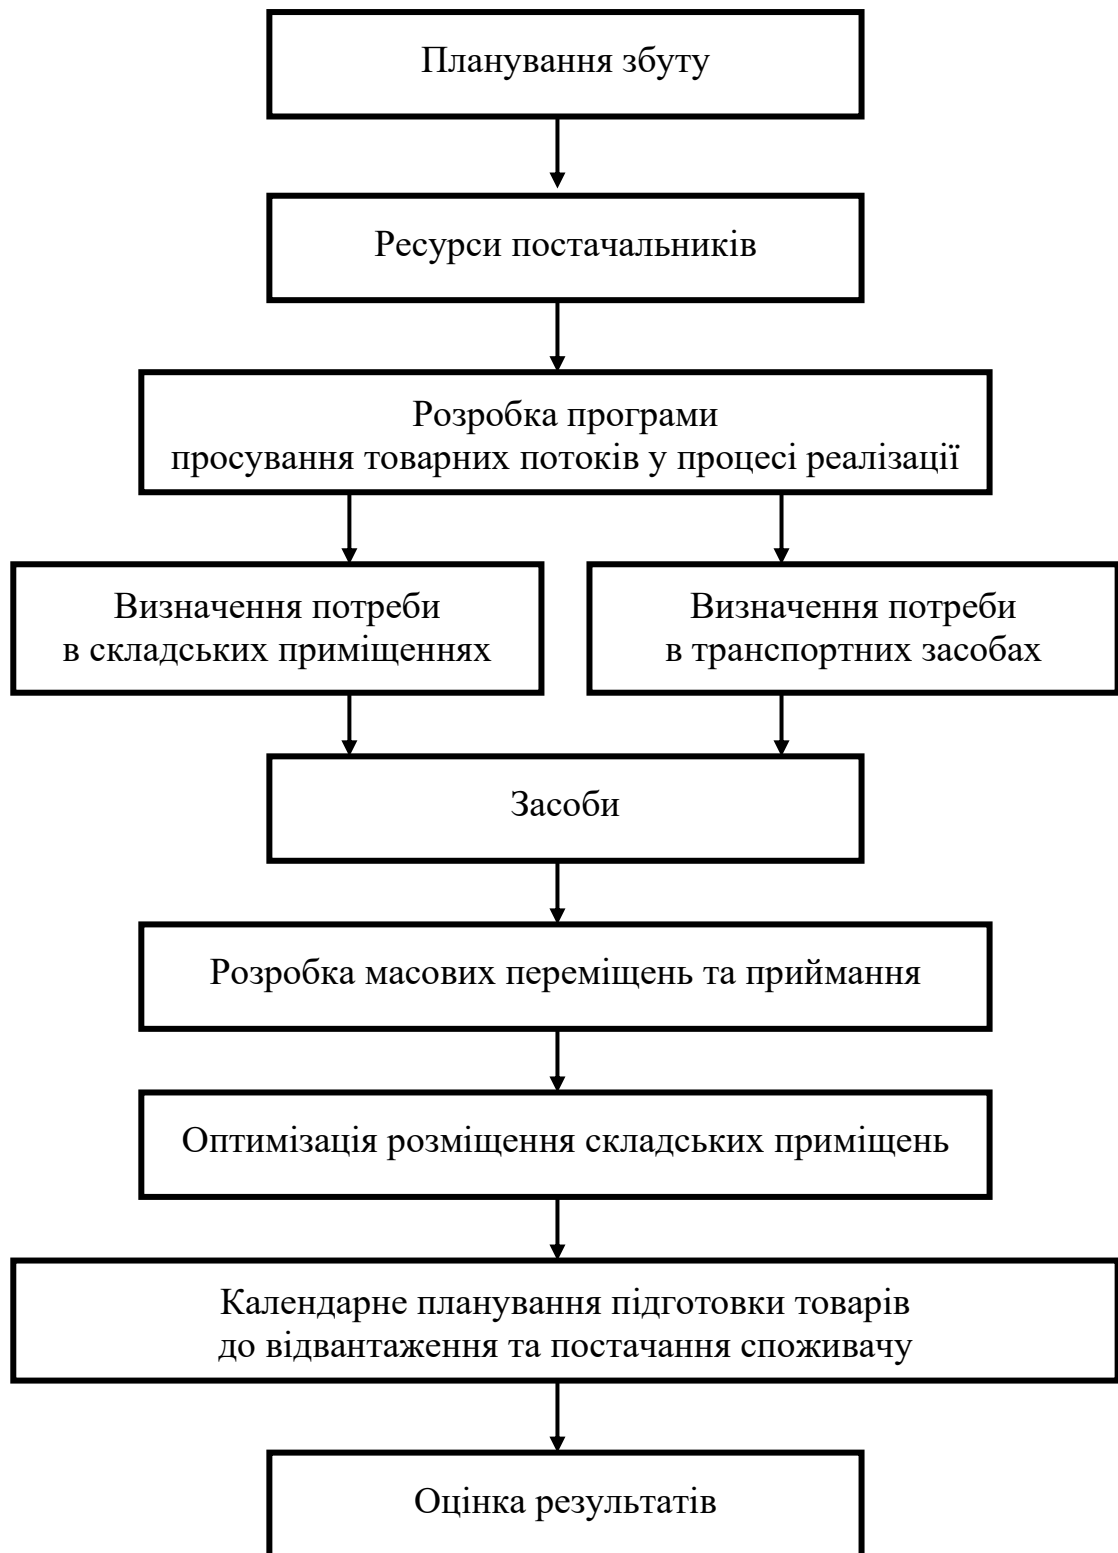 Планування збуту
Ресурси постачальників
Розробка програми
просування товарних потоків у процесі реалізації
Визначення потреби
в складських приміщеннях
Визначення потреби
в транспортних засобах
Засоби
Розробка масових переміщень та приймання
Оптимізація розміщення складських приміщень
Календарне планування підготовки товарів
до відвантаження та постачання споживачу
Оцінка результатів